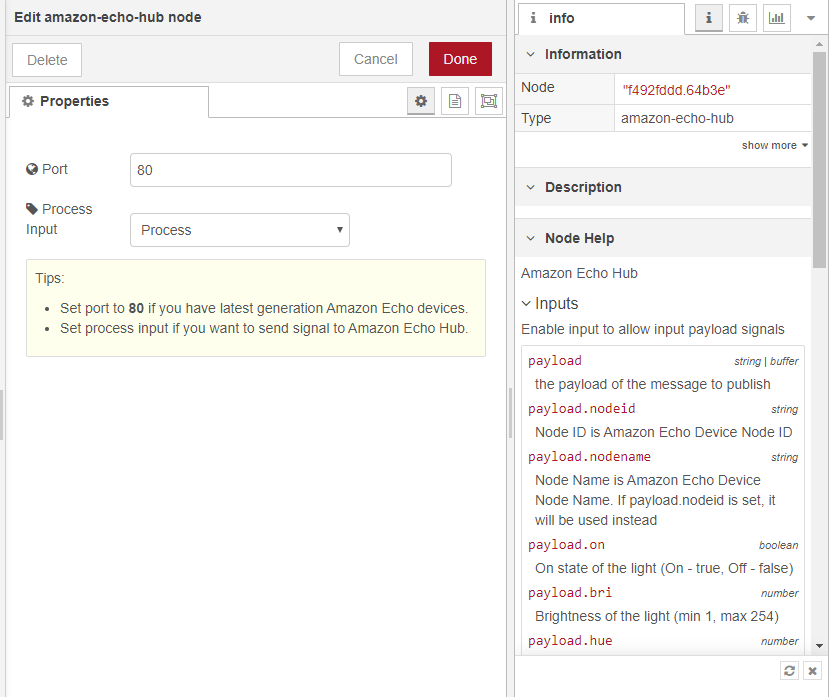 Edit amazon-echo-hub node
Delete
Cancel
Done
Properties
Port
80
Process
Input
Process
Tips:
Set port to 80 if you have latest generation Amazon Echo devices.
Set process input if you want to send signal to Amazon Echo Hub.
info
Information
Node
"f492fddd.64b3e"
Type
amazon-echo-hub
show more
Description
Node Help
Amazon Echo Hub
Inputs
Enable input to allow input payload signals
payload string | buffer
the payload of the message to publish
payload.nodeid string
Node ID is Amazon Echo Device Node ID
payload.nodename string
Node Name is Amazon Echo Device
Node Name. If payload.nodeid is set, it
will be used instead
payload.on boolean
On state of the light (On - true, Off - false)
payload.bri number
Brightness of the light (min 1, max 254)
payload.hue number